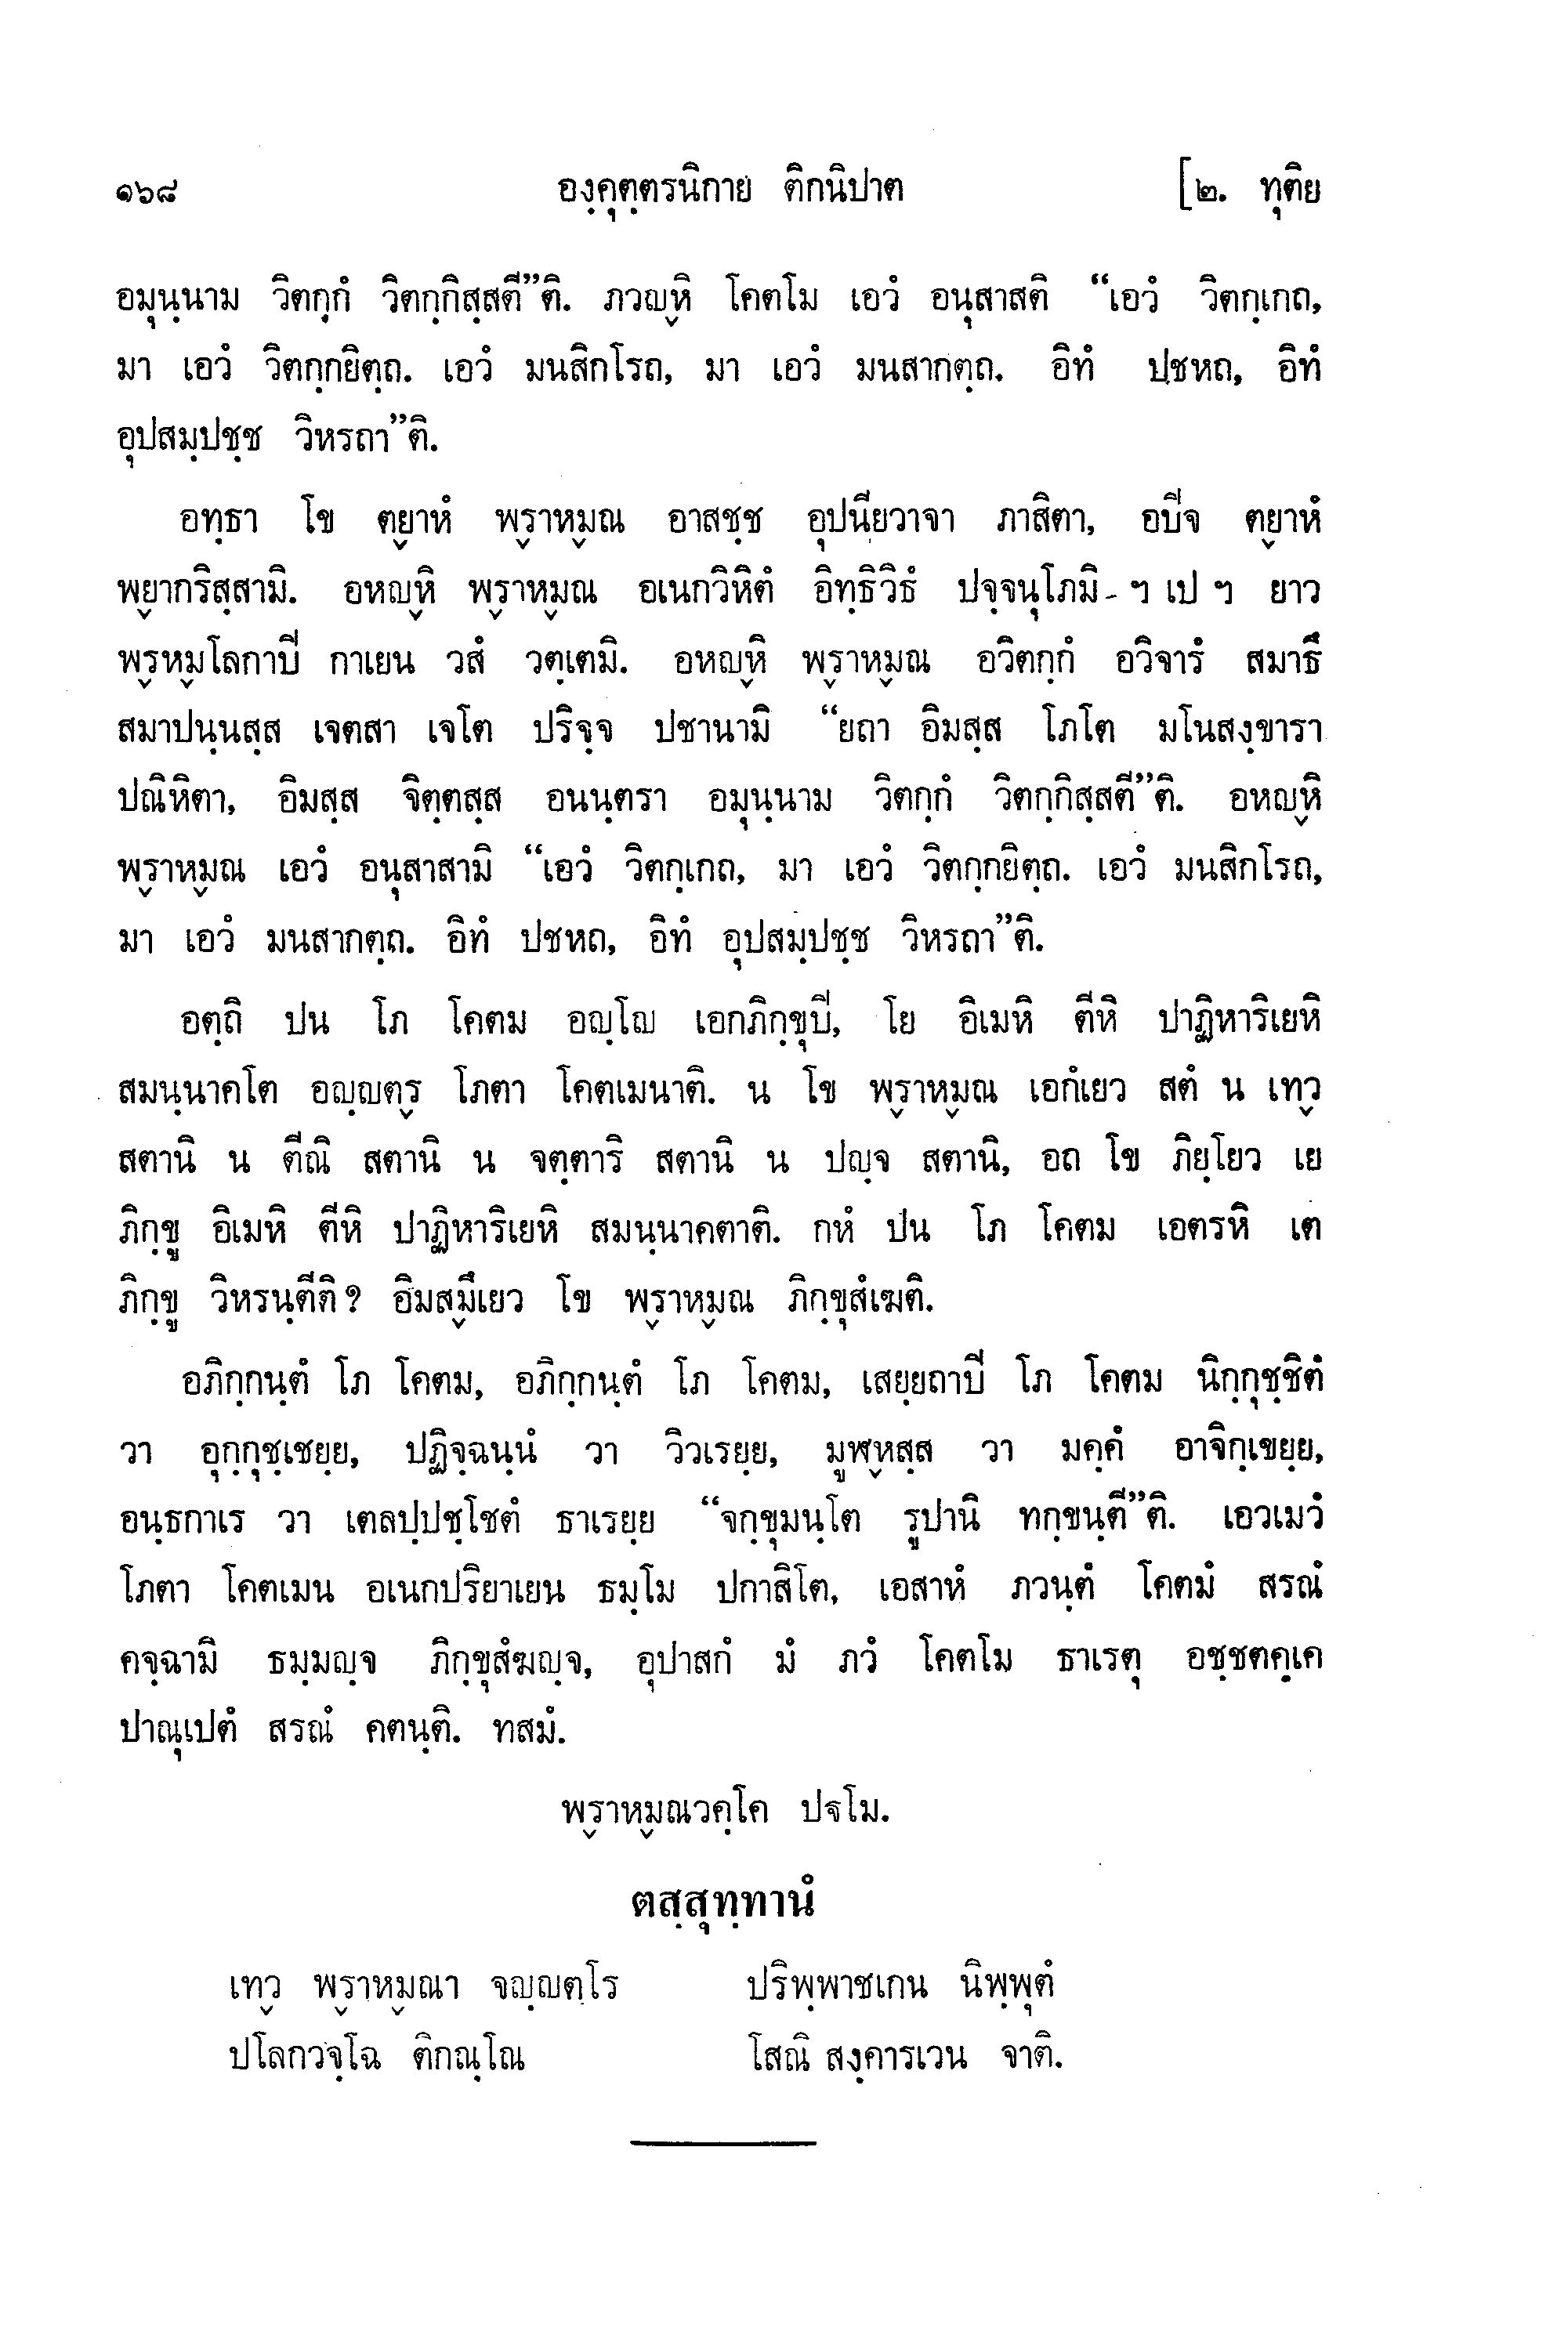 ๑๖๘ องฺคุตฺตรนิกาย ติกนิปาต [๒. ทุติย
อมุนฺนาม วิตกฺกํ วิตกฺกิสฺสตี”ติ. ภวญฺหิ โคตโม เอวํ อนุสาสติ “เอวํ วิตกฺเกถ,
มา เอวํ วิตกฺกยิตฺถ. เอวํ มนสิกโรถ, มา เอวํ มนสากตฺถ. อิทํ ปชหถ, อิทํ
อุปสมฺปชฺช วิหรถา”ติ.
อทฺธา โข ตฺยาหํ พฺราหฺมณ อาสชฺช อุปนียวาจา ภาสิตา, อปิจ ตฺยาหํ
พฺยากริสฺสามิ. อหญฺหิ พฺราหฺมณ อเนกวิหิตํ อิทฺธิวิธํ ปจฺจนุโภมิ- ฯ เป ฯ ยาว
พฺรหฺมโลกาปิ กาเยน วสํ วตฺเตมิ. อหญฺหิ พฺราหฺมณ อวิตกฺกํ อวิจารํ สมาธึ
สมาปนฺนสฺส เจตสา เจโต ปริจฺจ ปชานามิ “ยถา อิมสฺส โภโต มโนสงฺขารา
ปณิหิตา, อิมสฺส จิตฺตสฺส อนนฺตรา อมุนฺนาม วิตกฺกํ วิตกฺกิสฺสตี”ติ. อหญฺหิ
พฺราหฺมณ เอวํ อนุสาสามิ “เอวํ วิตกฺเกถ, มา เอวํ วิตกฺกยิตฺถ. เอวํ มนสิกโรถ,
มา เอวํ มนสากตฺถ. อิทํ ปชหถ, อิทํ อุปสมฺปชฺช วิหรถา”ติ.
อตฺถิ ปน โภ โคตม อญฺโญ เอกภิกฺขุปิ, โย อิเมหิ ตีหิ ปาฏิหาริเยหิ
สมนฺนาคโต อญฺญตฺร โภตา โคตเมนาติ. น โข พฺราหฺมณ เอกํเยว สตํ น เทฺว
สตานิ น ตีณิ สตานิ น จตฺตาริ สตานิ น ปญฺจ สตานิ, อถ โข ภิยฺโยว เย
ภิกฺขู อิเมหิ ตีหิ ปาฏิหาริเยหิ สมนฺนาคตาติ. กหํ ปน โภ โคตม เอตรหิ เต
ภิกฺขู วิหรนฺตีติ? อิมสฺมึเยว โข พฺราหฺมณ ภิกฺขุสํเฆติ.
อภิกฺกนฺตํ โภ โคตม, อภิกฺกนฺตํ โภ โคตม, เสยฺยถาปิ โภ โคตม นิกฺกุชฺชิตํ
วา อุกฺกุชฺเชยฺย, ปฏิจฺฉนฺนํ วา วิวเรยฺย, มูฬฺหสฺส วา มคฺคํ อาจิกฺเขยฺย,
อนฺธกาเร วา เตลปฺปชฺโชตํ ธาเรยฺย “จกฺขุมนฺโต รูปานิ ทกฺขนฺตี”ติ. เอวเมวํ
โภตา โคตเมน อเนกปริยาเยน ธมฺโม ปกาสิโต, เอสาหํ ภวนฺตํ โคตมํ สรณํ
คจฺฉามิ ธมฺมญฺจ ภิกฺขุสํฆญฺจ, อุปาสกํ มํ ภวํ โคตโม ธาเรตุ อชฺชตคฺเค
ปาณุเปตํ สรณํ คตนฺติ. ทสมํ.
พฺราหฺมณวคฺโค ปฐโม.
ตสฺสุทฺทานํ
เทฺว พฺราหฺมณา จญฺญตฺโร ปริพฺพาชเกน นิพฺพุตํ
ปโลกวจฺโฉ ติกณฺโณ โสณิ สงฺคารเวน จาติ.